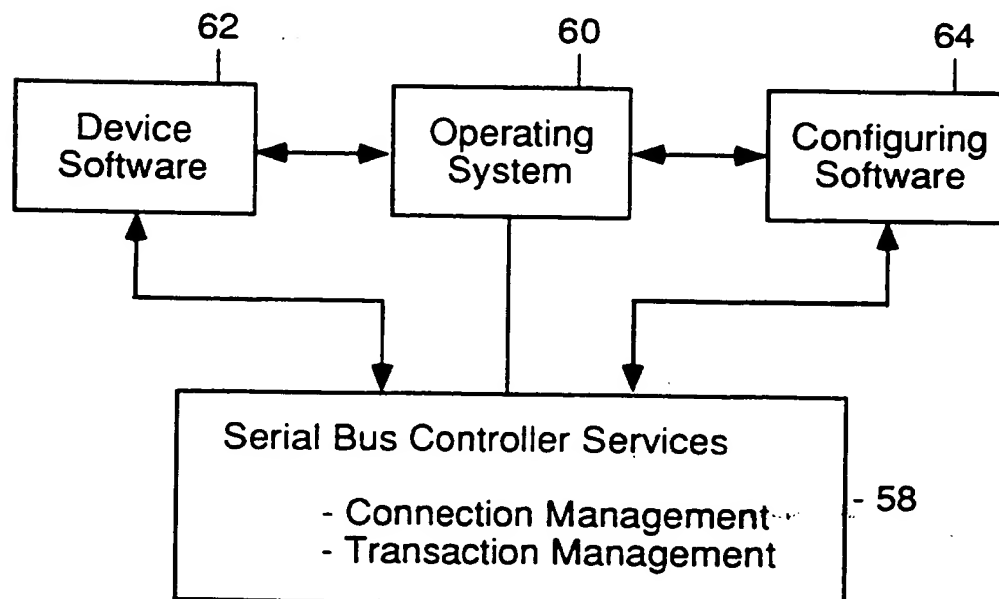 62
60
64
Device
Software
Operating
System
Configuring
Software
Serial Bus Controller Services
- Connection Management
- Transaction Management
- 58